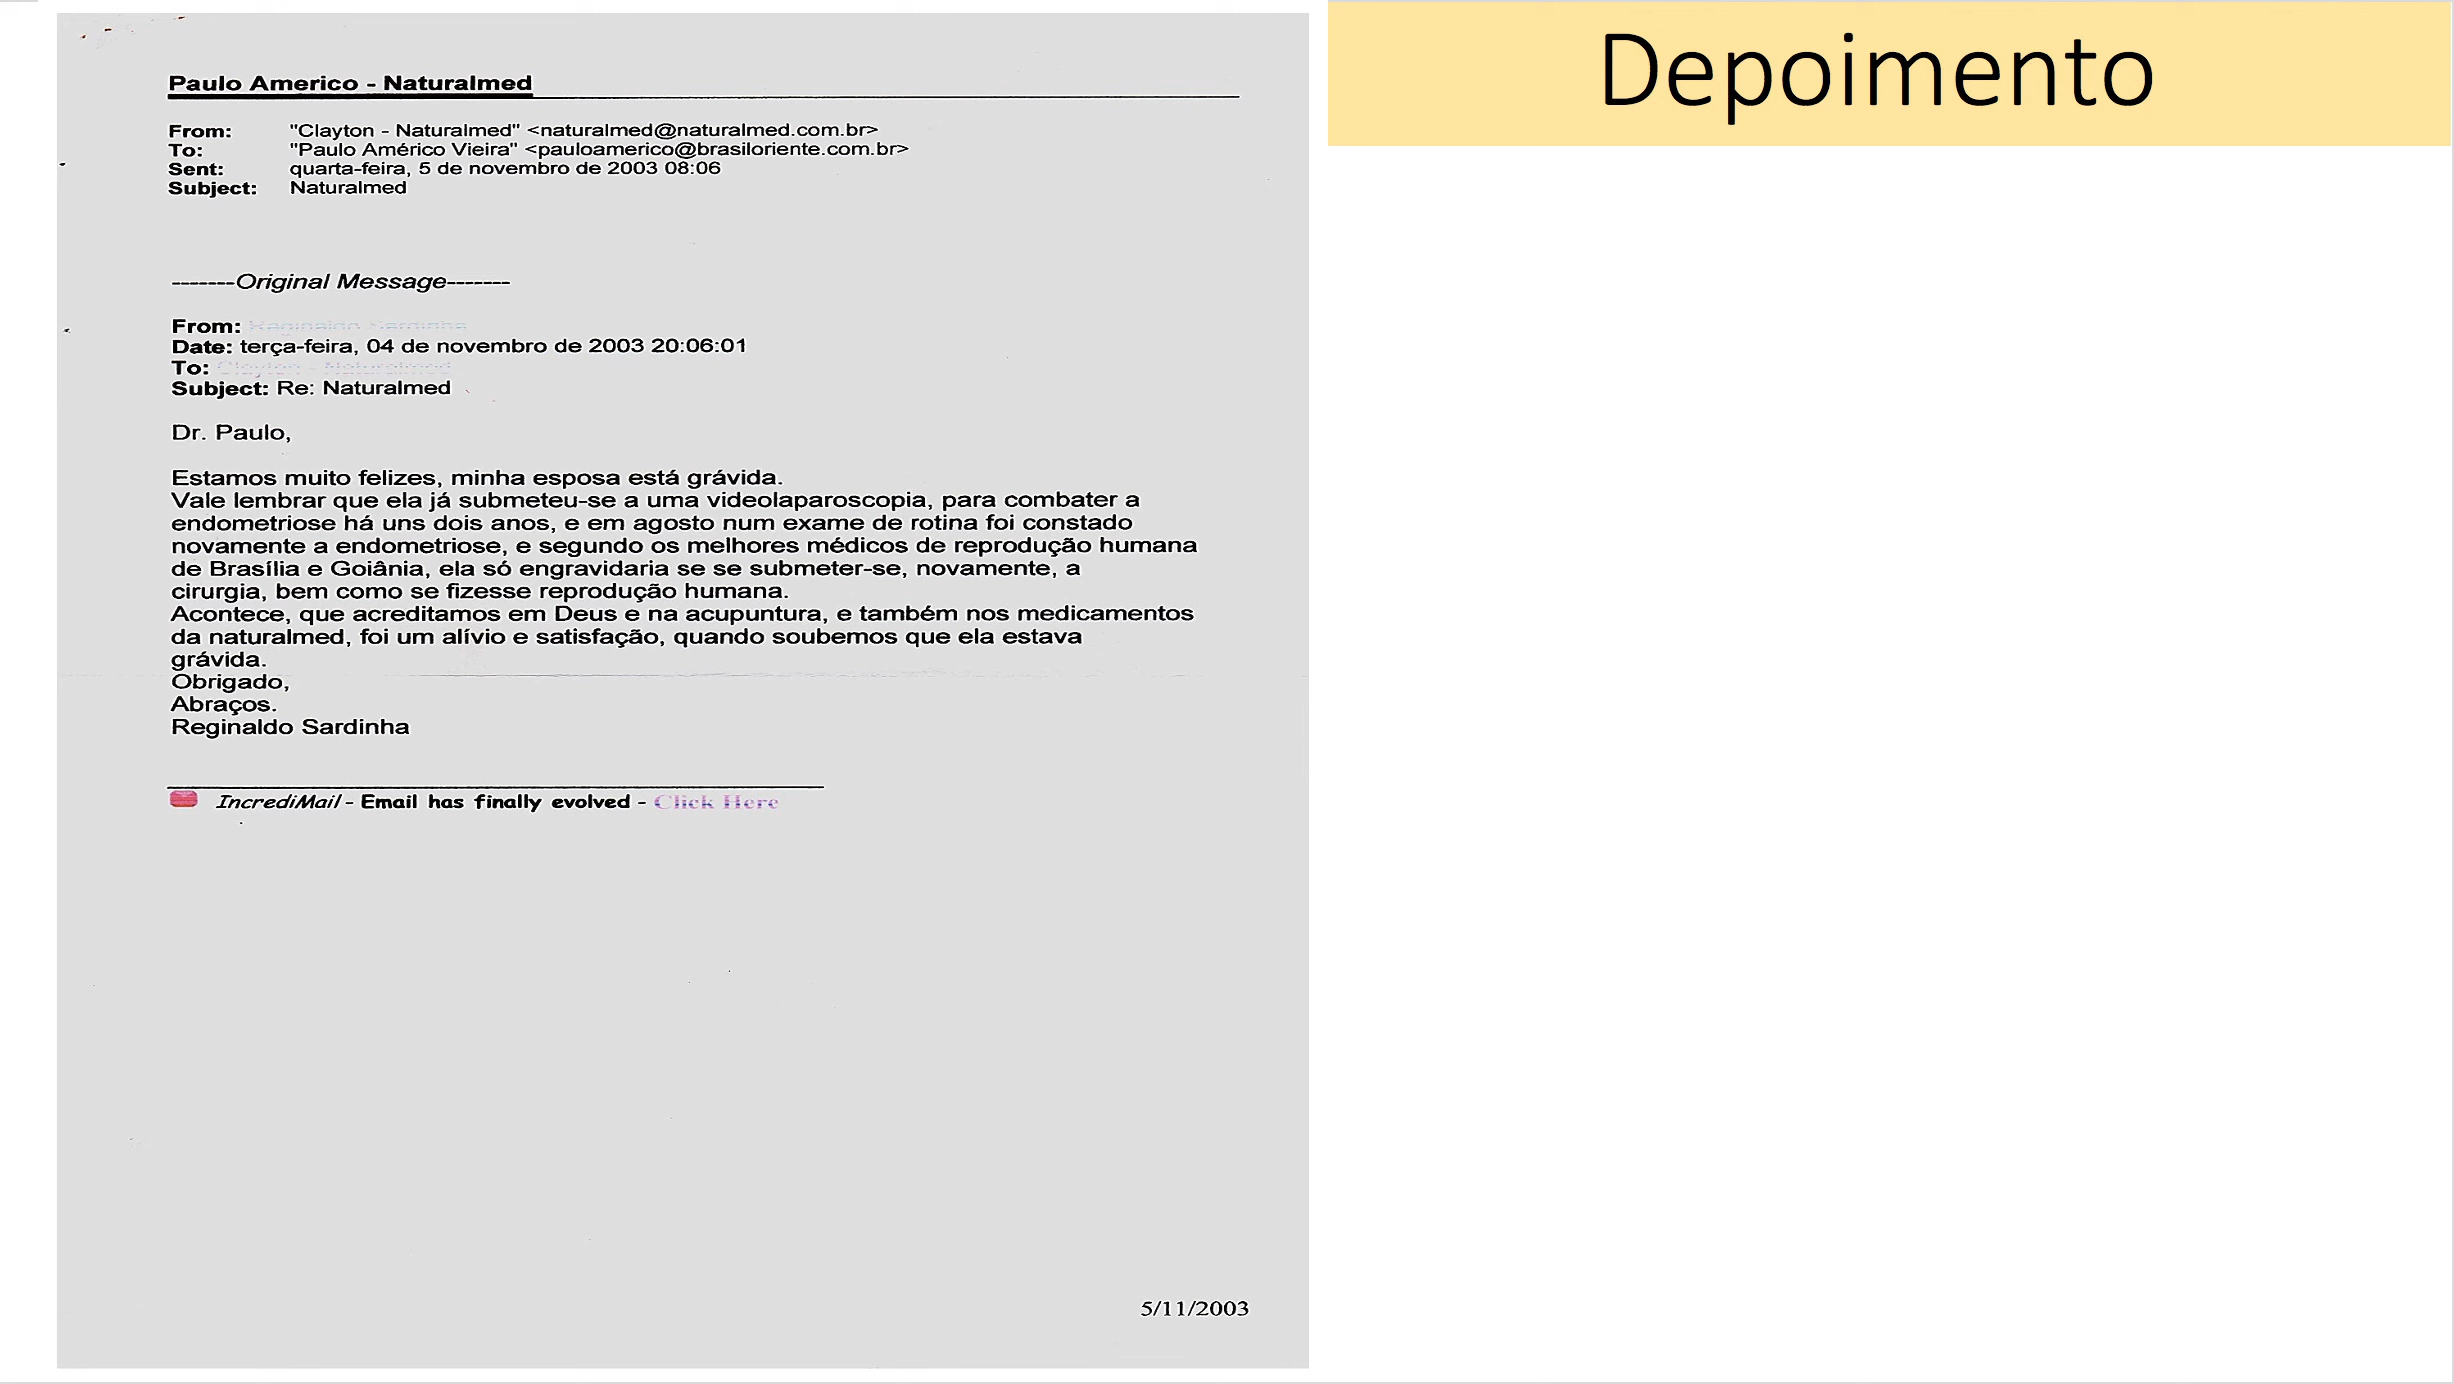 Depoimento
Paulo Americo - Naturalmed
From: "Clayton - Naturalmed" <naturalmed@naturalmed.com.br>
To: "Paulo Américo Vieira" <pauloamerico@brasiloriente.com.br>
Sent: quarta-feira, 5 de novembro de 2003 08:06
Subject: Naturalmed
-------Original Message-------
From: Reginaldo Sardinha
Date: terça-feira, 04 de novembro de 2003 20:06:01
To: Clayton - Naturalmed
Subject: Re: Naturalmed
Dr. Paulo,
Estamos muito felizes, minha esposa está grávida.
Vale lembrar que ela já submeteu-se a uma videolaparoscopia, para combater a
endometriose há uns dois anos, e em agosto num exame de rotina foi constado
novamente a endometriose, e segundo os melhores médicos de reprodução humana
de Brasília e Goiânia, ela só engravidaria se se submeter-se, novamente, a
cirurgia, bem como se fizesse reprodução humana.
Acontece, que acreditamos em Deus e na acupuntura, e também nos medicamentos
da naturalmed, foi um alívio e satisfação, quando soubemos que ela estava
grávida.
Obrigado,
Abraços.
Reginaldo Sardinha
IncrediMail - Email has finally evolved - Click Here
5/11/2003